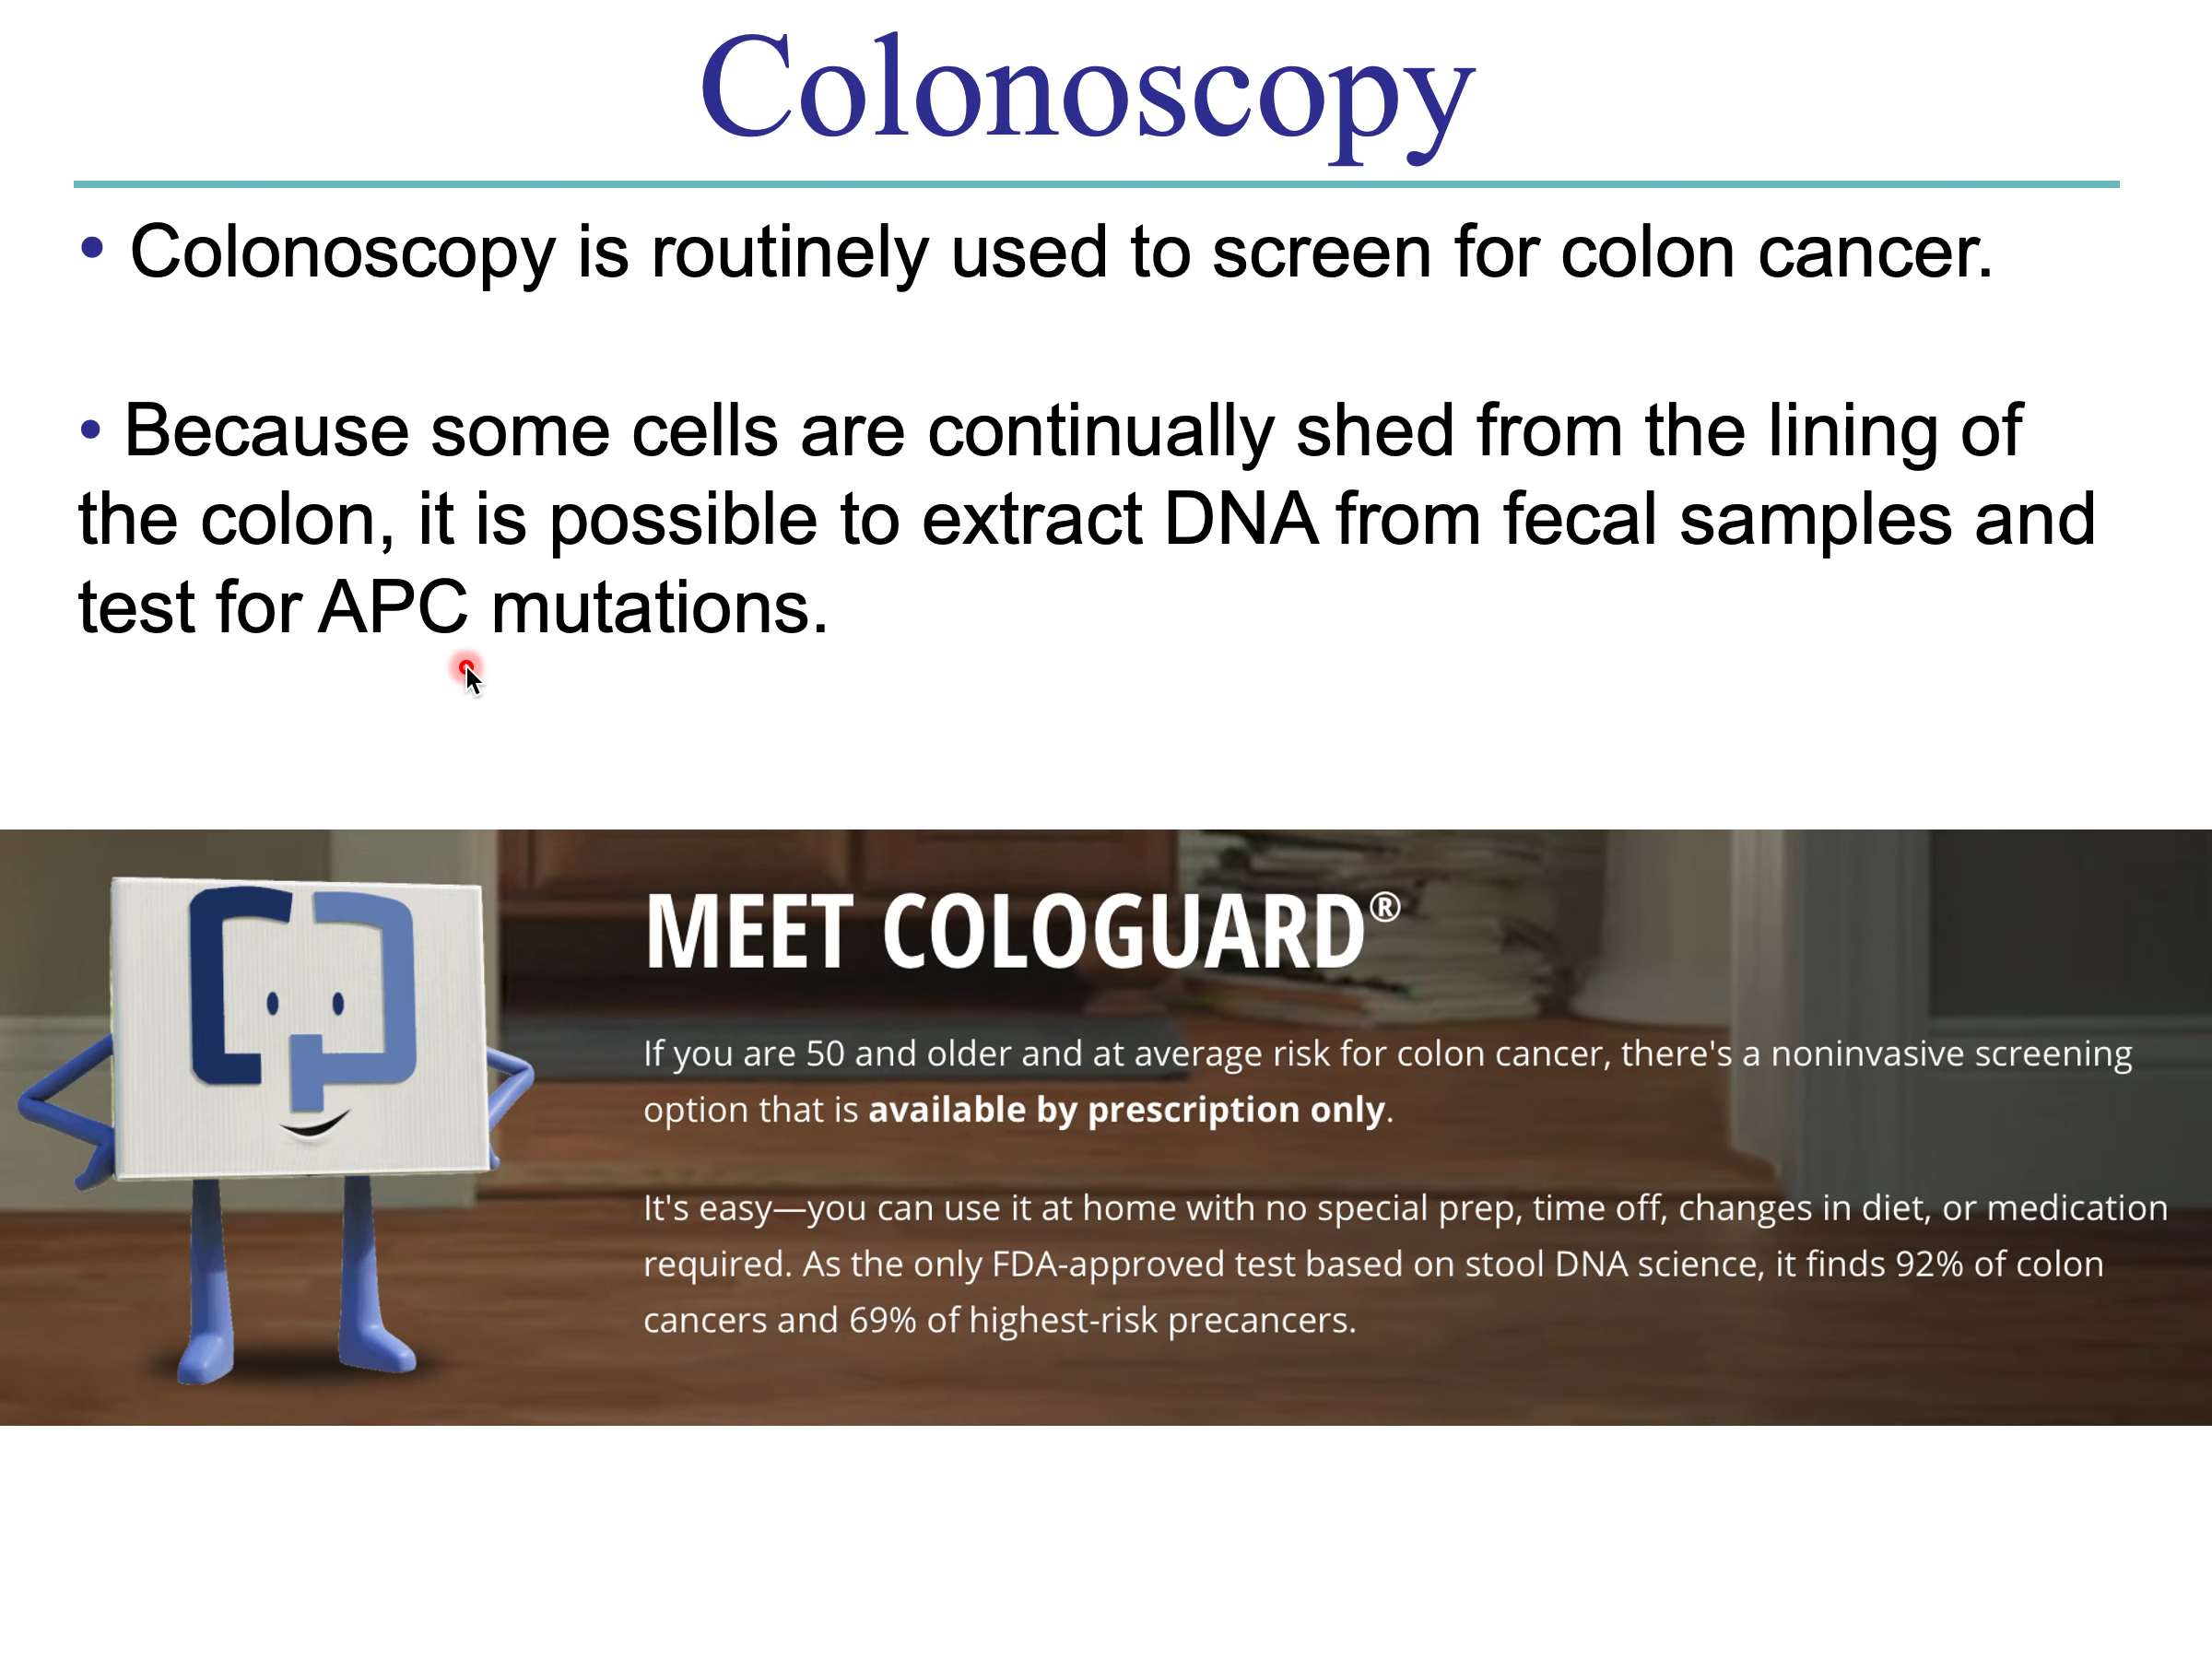 Colonoscopy
• Colonoscopy is routinely used to screen for colon cancer.
• Because some cells are continually shed from the lining of
the colon, it is possible to extract DNA from fecal samples and
test for APC mutations.
MEET COLOGUARD®
If you are 50 and older and at average risk for colon cancer, there's a noninvasive screening
option that is available by prescription only.
It's easy—you can use it at home with no special prep, time off, changes in diet, or medication
required. As the only FDA-approved test based on stool DNA science, it finds 92% of colon
cancers and 69% of highest-risk precancers.